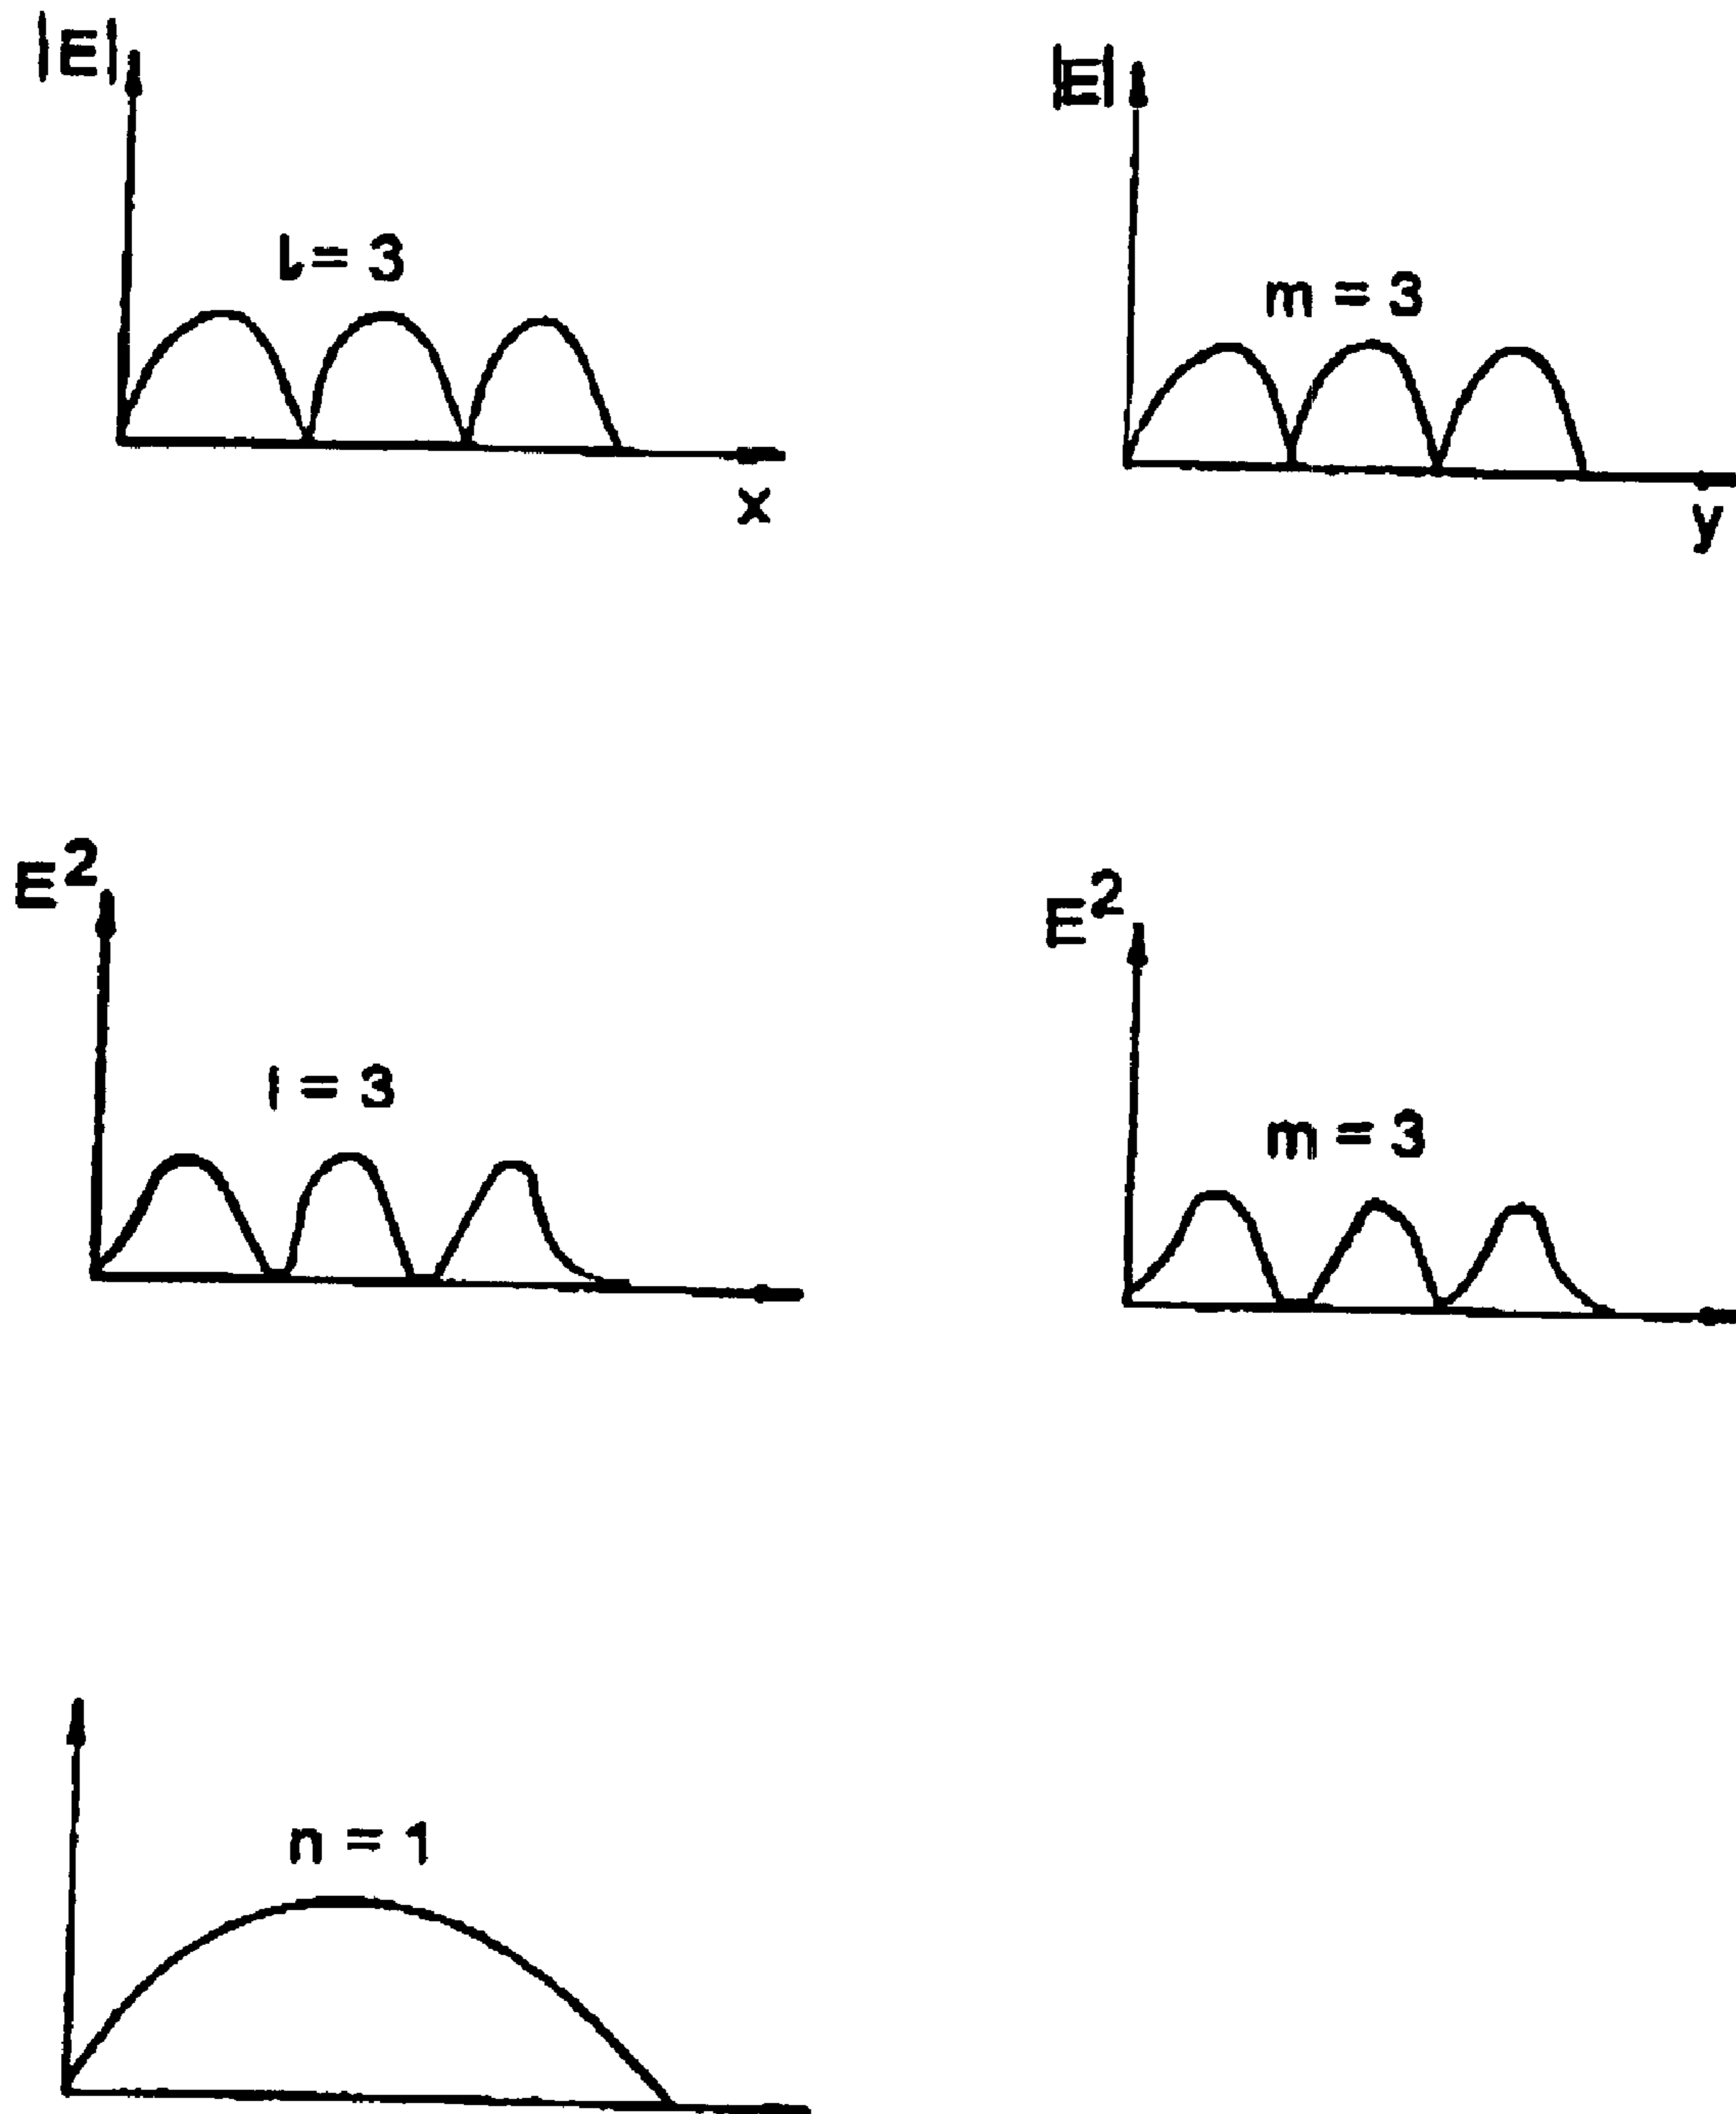 |E|
|E|
l = 3
m = 3
x
y
E²
E²
l = 3
m = 3
n = 1